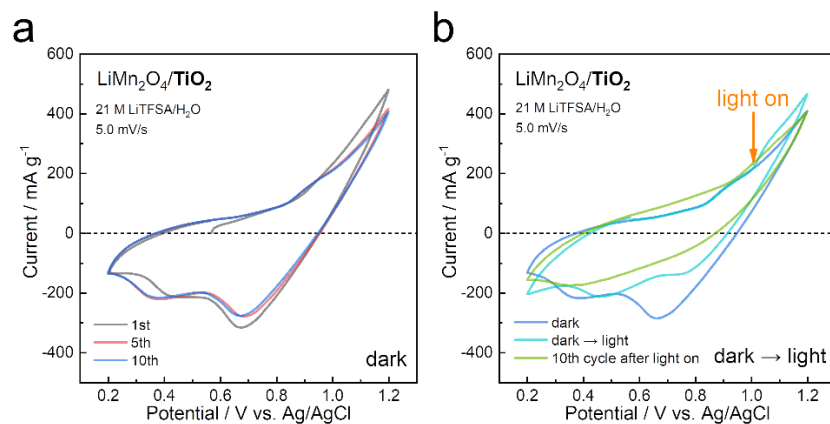 a
LiMn₂O₄/TiO₂
21 M LiTFSA/H₂O
5.0 mV/s
Current / mA g⁻¹
600
400
200
0
-200
-400
1st
5th
10th
dark
0.2 0.4 0.6 0.8 1.0 1.2
Potential / V vs. Ag/AgCl
b
LiMn₂O₄/TiO₂
21 M LiTFSA/H₂O
5.0 mV/s
light on
Current / mA g⁻¹
600
400
200
0
-200
-400
dark
dark → light
10th cycle after light on
dark → light
0.2 0.4 0.6 0.8 1.0 1.2
Potential / V vs. Ag/AgCl